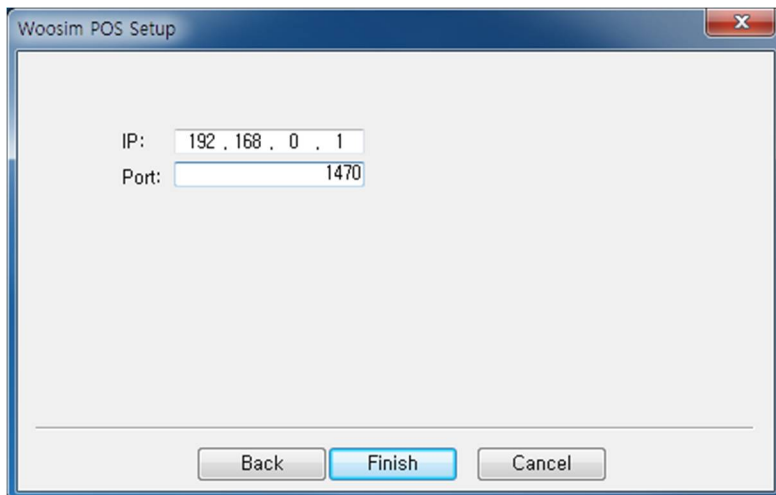 Woosim POS Setup
IP: 192 . 168 . 0 . 1
Port: 1470
Back Finish Cancel